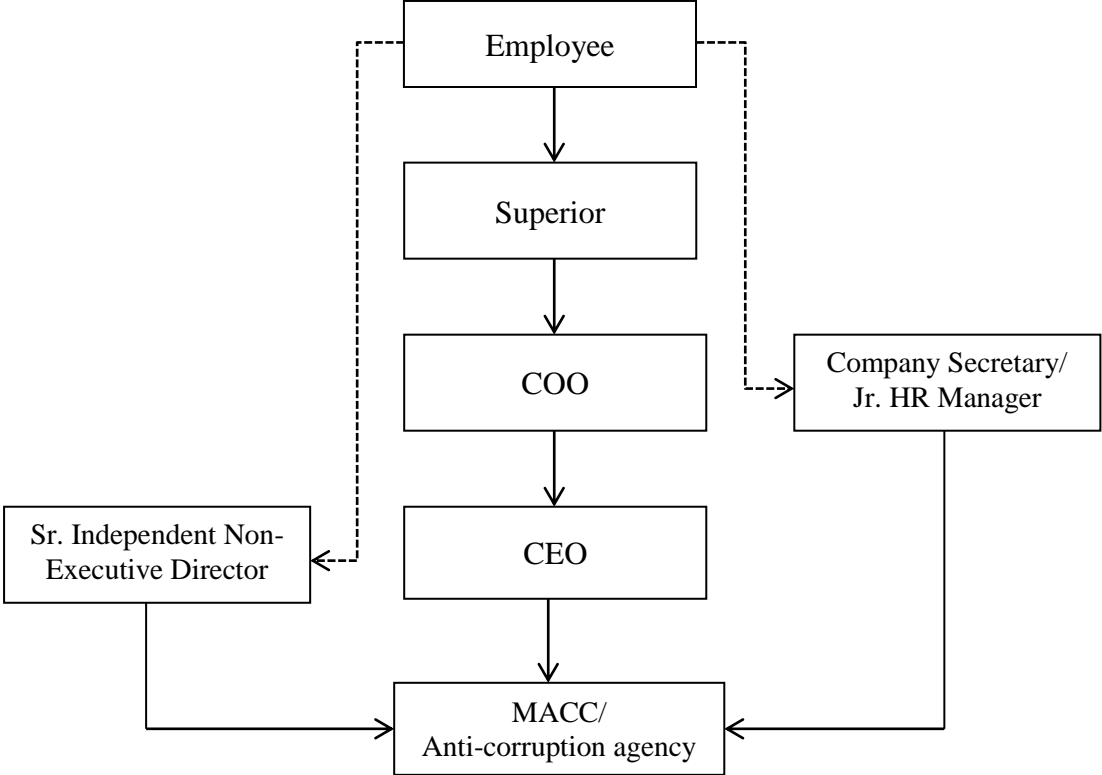 Employee
Superior
COO
Company Secretary/
Jr. HR Manager
Sr. Independent Non-
Executive Director
CEO
MACC/
Anti-corruption agency